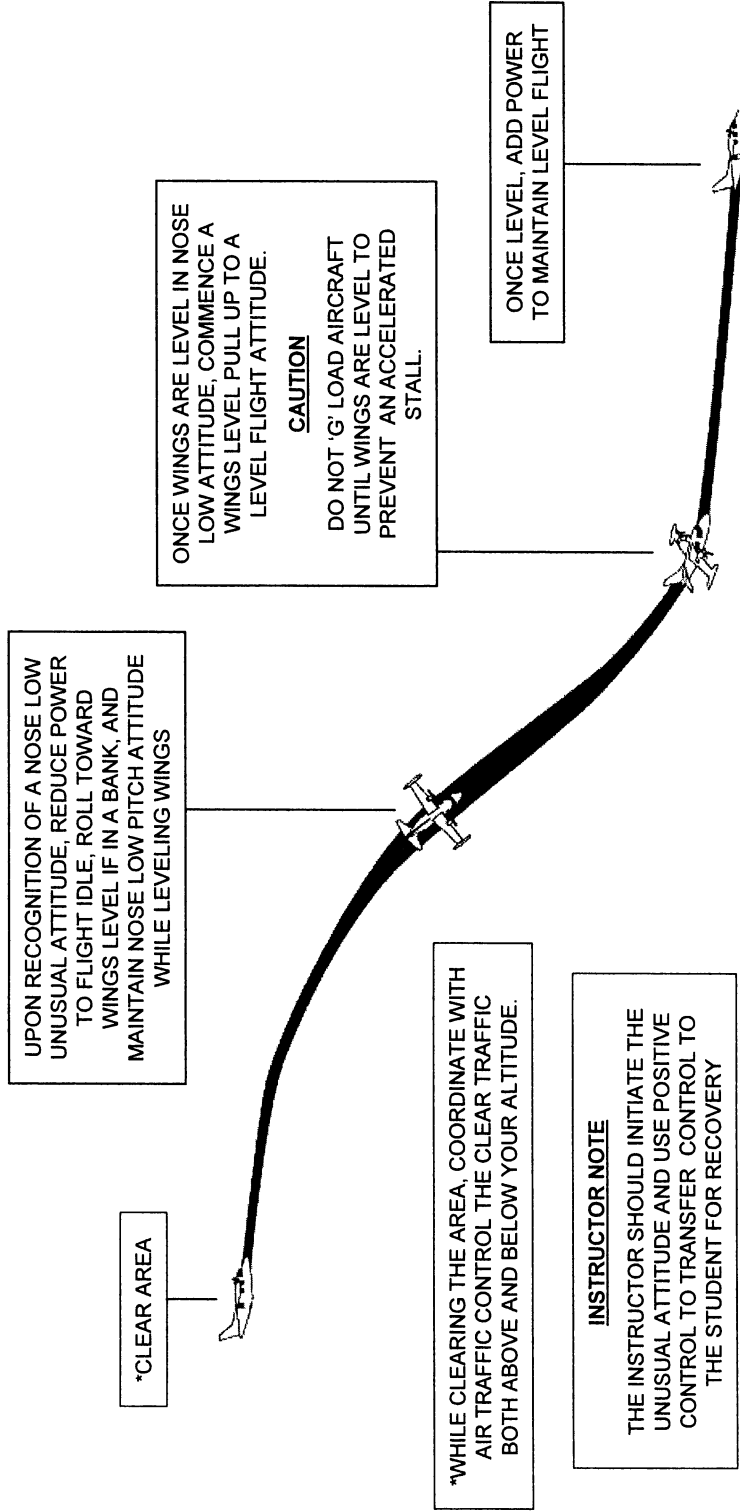 *CLEAR AREA
UPON RECOGNITION OF A NOSE LOW
UNUSUAL ATTITUDE, REDUCE POWER
TO FLIGHT IDLE, ROLL TOWARD
WINGS LEVEL IF IN A BANK, AND
MAINTAIN NOSE LOW PITCH ATTITUDE
WHILE LEVELING WINGS
ONCE WINGS ARE LEVEL IN NOSE
LOW ATTITUDE, COMMENCE A
WINGS LEVEL PULL UP TO A
LEVEL FLIGHT ATTITUDE.
CAUTION
DO NOT 'G' LOAD AIRCRAFT
UNTIL WINGS ARE LEVEL TO
PREVENT AN ACCELERATED
STALL.
ONCE LEVEL, ADD POWER
TO MAINTAIN LEVEL FLIGHT
*WHILE CLEARING THE AREA, COORDINATE WITH
AIR TRAFFIC CONTROL THE CLEAR TRAFFIC
BOTH ABOVE AND BELOW YOUR ALTITUDE.
INSTRUCTOR NOTE
THE INSTRUCTOR SHOULD INITIATE THE
UNUSUAL ATTITUDE AND USE POSITIVE
CONTROL TO TRANSFER CONTROL TO
THE STUDENT FOR RECOVERY